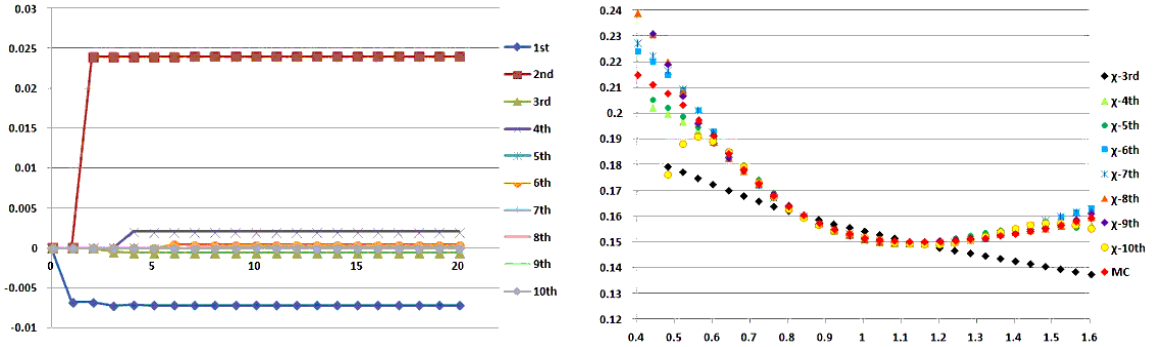 0.03
0.025
0.02
0.015
0.01
0.005
0
-0.005
-0.01
0 5 10 15 20
1st
2nd
3rd
4th
5th
6th
7th
8th
9th
10th
0.24
0.23
0.22
0.21
0.2
0.19
0.18
0.17
0.16
0.15
0.14
0.13
0.12
0.4 0.5 0.6 0.7 0.8 0.9 1 1.1 1.2 1.3 1.4 1.5 1.6
χ-3rd
χ-4th
χ-5th
χ-6th
χ-7th
χ-8th
χ-9th
χ-10th
MC